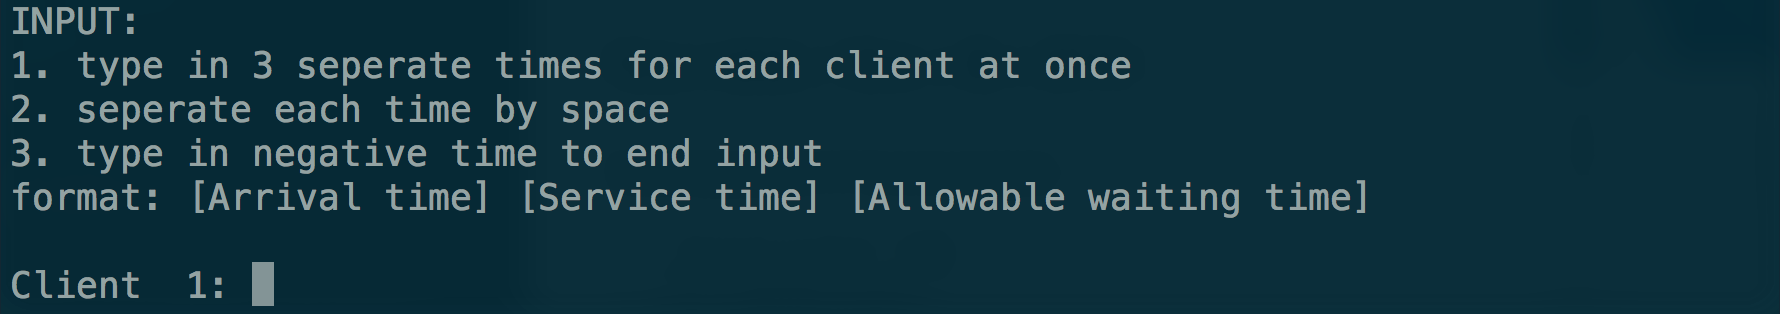 INPUT:
1. type in 3 seperate times for each client at once
2. seperate each time by space
3. type in negative time to end input
format: [Arrival time] [Service time] [Allowable waiting time]
Client  1: